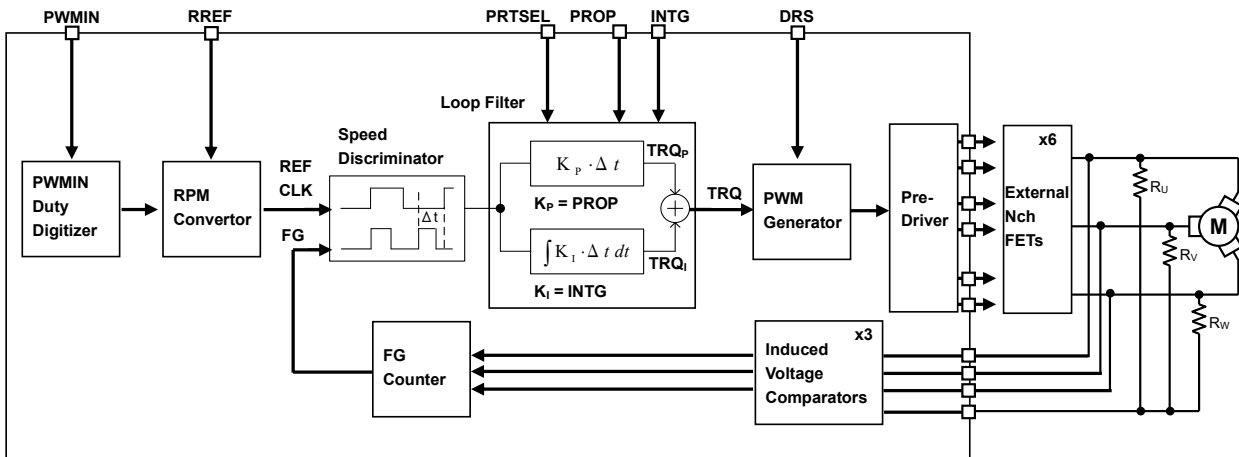 PWMIN
RREF
PRTSEL
PROP
INTG
DRS
Loop Filter
Speed
Discriminator
PWMIN
Duty
Digitizer
RPM
Convertor
REF
CLK
FG
Δ t
K_P · Δ t
K_P = PROP
∫ K_I · Δ t dt
K_I = INTG
TRQ_P
TRQ_I
TRQ
PWM
Generator
Pre-
Driver
x6
External
Nch
FETs
R_U
R_V
R_W
M
FG
Counter
x3
Induced
Voltage
Comparators